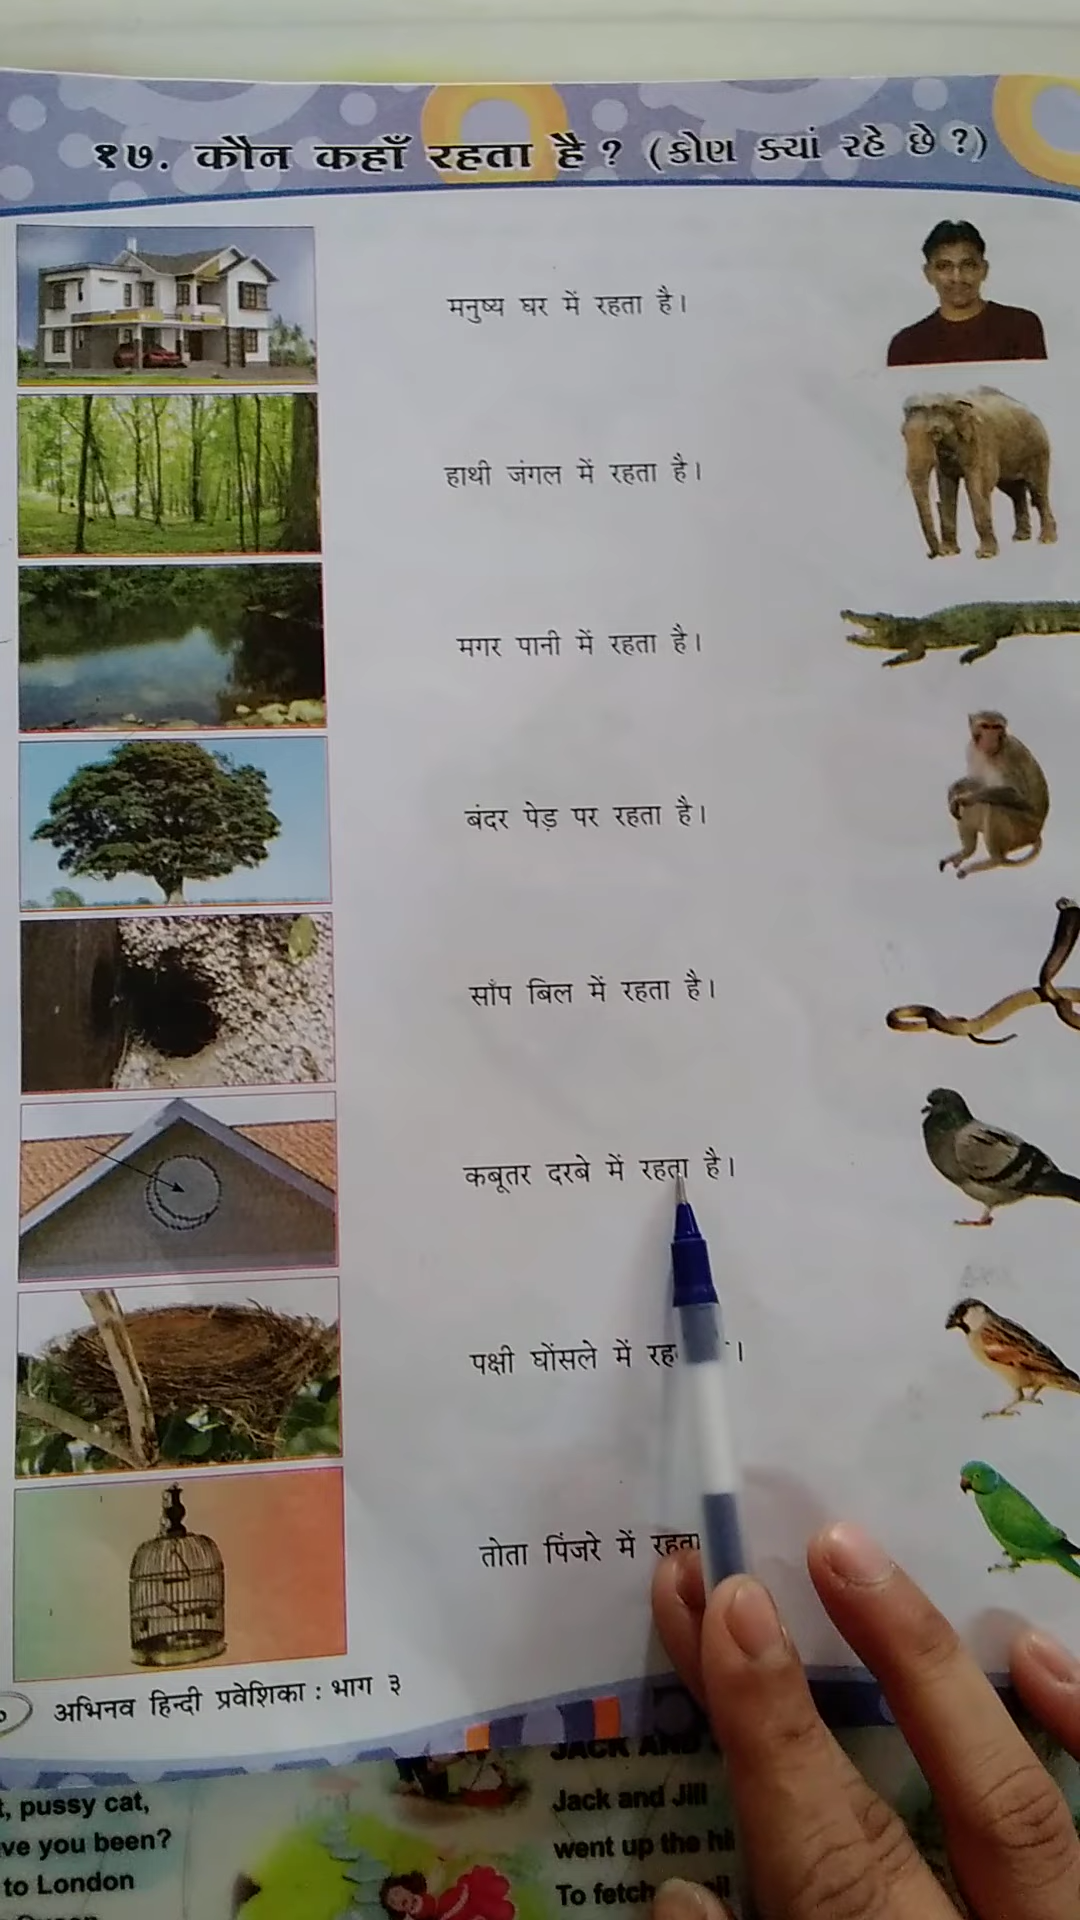 १७. कौन कहाँ रहता है ? (કોણ ક્યાં રહે છે ?)
मनुष्य घर में रहता है।
हाथी जंगल में रहता है।
मगर पानी में रहता है।
बंदर पेड़ पर रहता है।
साँप बिल में रहता है।
कबूतर दरबे में रहता है।
पक्षी घोंसले में
तोता पिंजरे में रहता
अभिनव हिन्दी प्रवेशिका : भाग ३
pussy cat,
been?
to London
JACK
Jack and Jill
went up the
To fetch